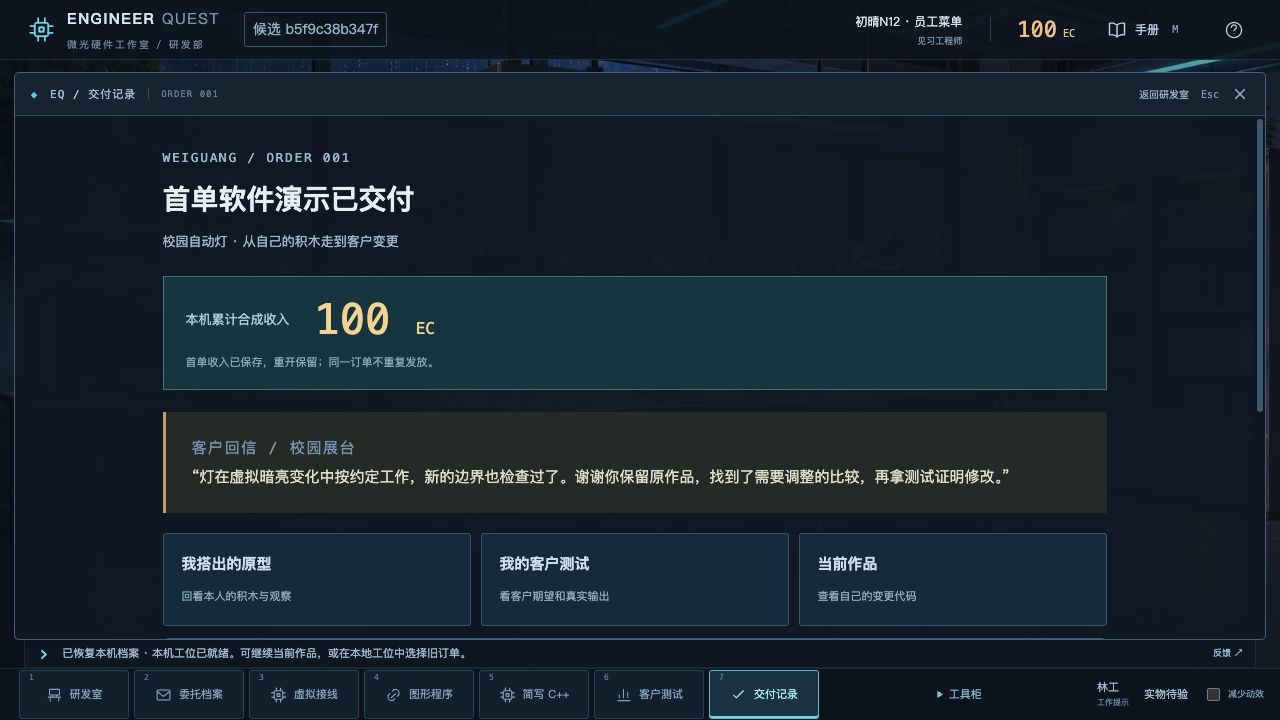 ENGINEER QUEST
微光硬件工作室 / 研发部
候选 b5f9c38b347f
初晴N12 · 员工菜单
见习工程师
100 EC
手册 M
EQ / 交付记录
ORDER 001
返回研发室 Esc
WEIGUANG / ORDER 001
首单软件演示已交付
校园自动灯 · 从自己的积木走到客户变更
本机累计合成收入 100 EC
首单收入已保存，重开保留；同一订单不重复发放。
客户回信 / 校园展台
“灯在虚拟暗亮变化中按约定工作，新的边界也检查过了。谢谢你保留原作品，找到了需要调整的比较，再拿测试证明修改。”
我搭出的原型
回看本人的积木与观察
我的客户测试
看客户期望和真实输出
当前作品
查看自己的变更代码
已恢复本机档案 · 本机工位已就绪。可继续当前作品，或在本地工位中选择旧订单。
反馈 ↗
1 研发室
2 委托档案
3 虚拟接线
4 图形程序
5 简写 C++
6 客户测试
7 交付记录
工具柜
林工
工作提示
实物待验
减少动效